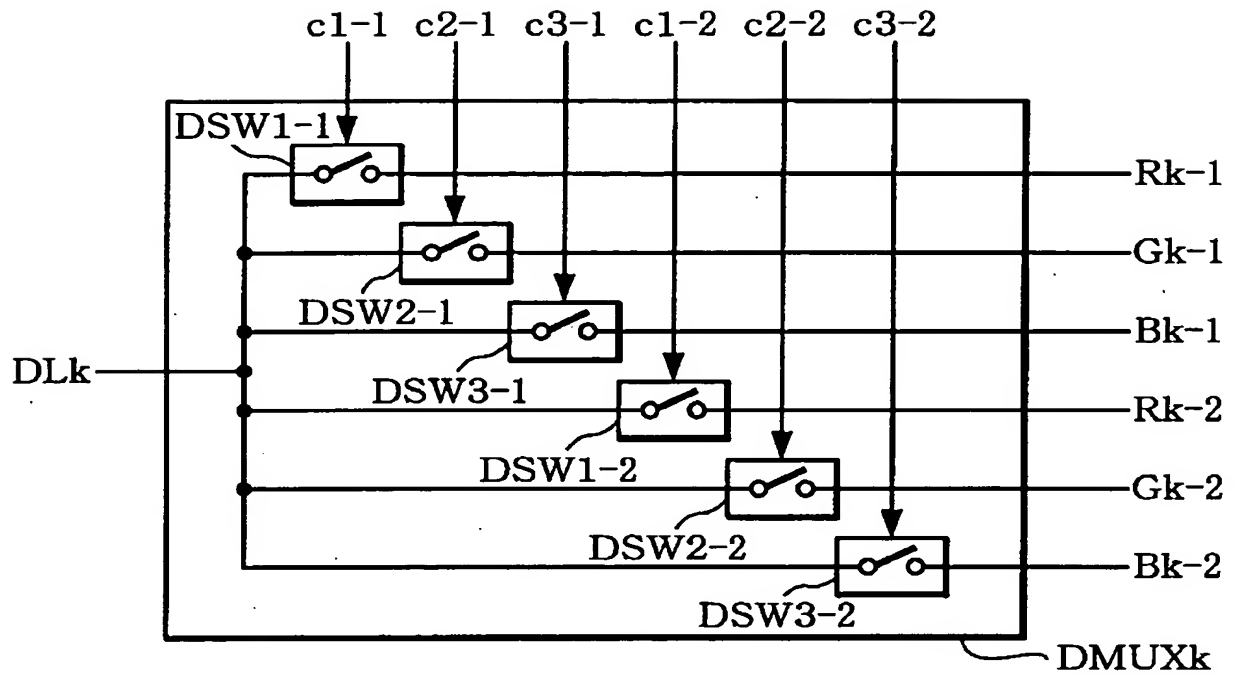 c1-1 c2-1 c3-1 c1-2 c2-2 c3-2
DSW1-1
Rk-1
Gk-1
DSW2-1
Bk-1
DLk
DSW3-1
Rk-2
DSW1-2
Gk-2
DSW2-2
Bk-2
DSW3-2
DMUXk